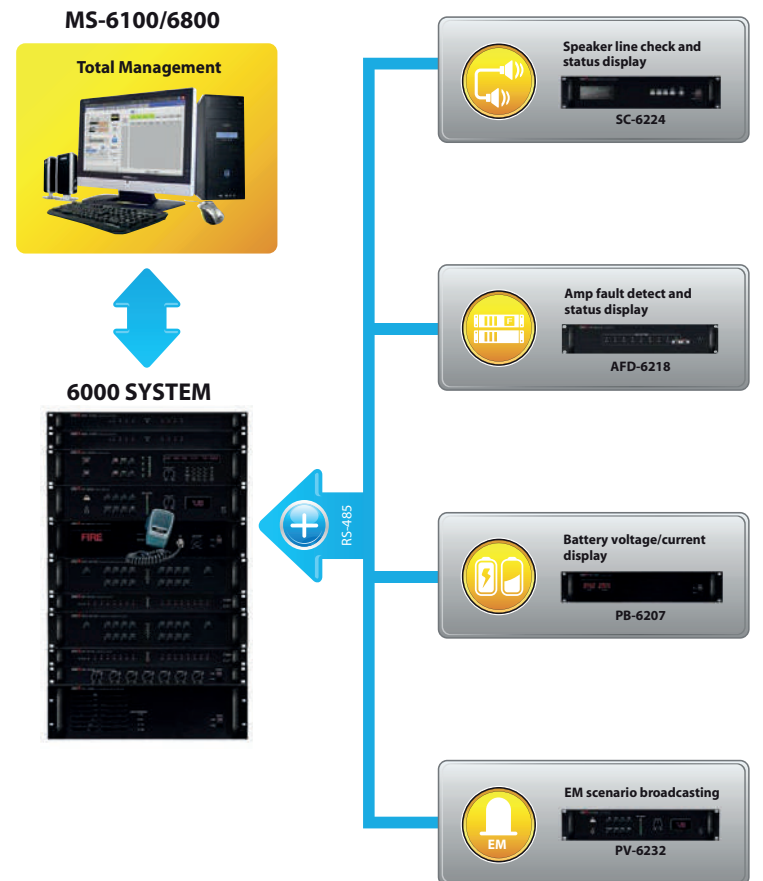 MS-6100/6800
Total Management
6000 SYSTEM
FIRE
RS-485
Speaker line check and
status display
SC-6224
Amp fault detect and
status display
AFD-6218
Battery voltage/current
display
PB-6207
EM scenario broadcasting
EM
PV-6232